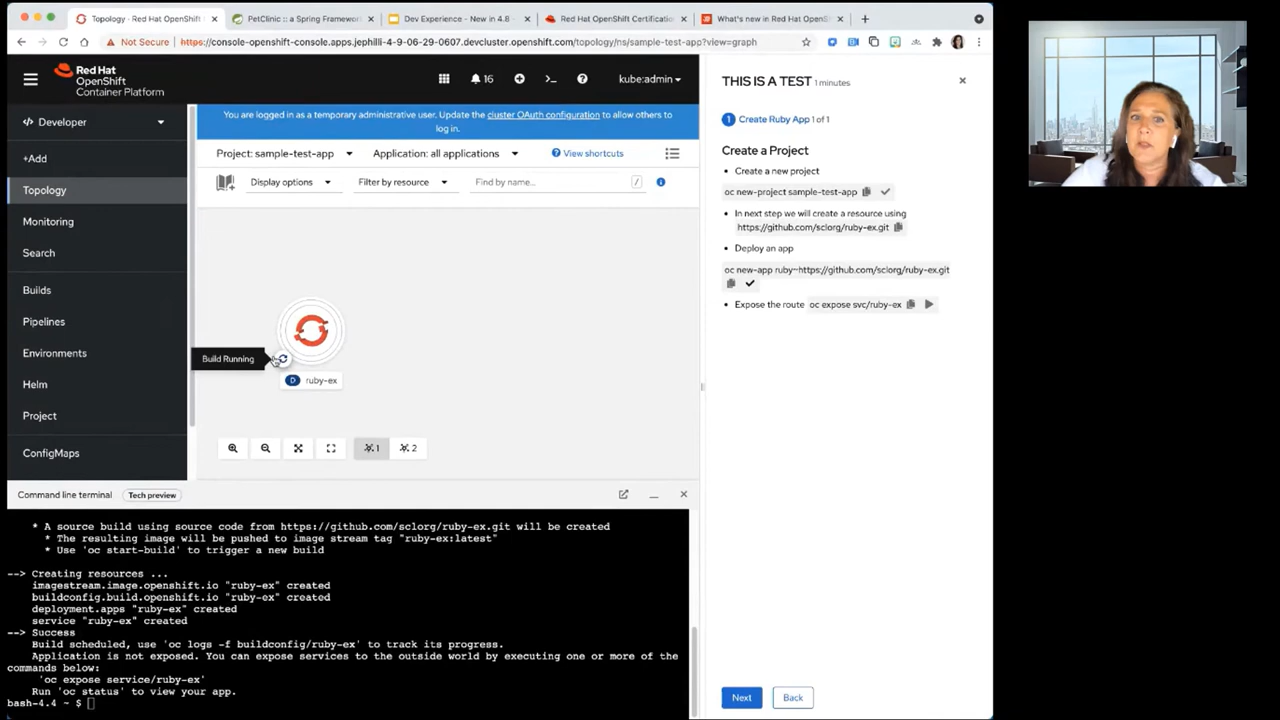 Topology · Red Hat OpenShift
PetClinic :: a Spring Framework
Dev Experience - New in 4.8
Red Hat OpenShift Certification
What's new in Red Hat OpenShift
Not Secure
https://console-openshift-console.apps.jephilli-4-9-06-29-0607.devcluster.openshift.com/topology/ns/sample-test-app?view=graph
Red Hat
OpenShift
Container Platform
16
kube:admin
</> Developer
+Add
Topology
Monitoring
Search
Builds
Pipelines
Environments
Helm
Project
ConfigMaps
You are logged in as a temporary administrative user. Update the cluster OAuth configuration to allow others to
log in.
Project: sample-test-app
Application: all applications
View shortcuts
Display options
Filter by resource
Find by name...
/
Build Running
D ruby-ex
1
2
Command line terminal
Tech preview
* A source build using source code from https://github.com/sclorg/ruby-ex.git will be created
* The resulting image will be pushed to image stream tag "ruby-ex:latest"
* Use 'oc start-build' to trigger a new build
--> Creating resources ...
imagestream.image.openshift.io "ruby-ex" created
buildconfig.build.openshift.io "ruby-ex" created
deployment.apps "ruby-ex" created
service "ruby-ex" created
--> Success
Build scheduled, use 'oc logs -f buildconfig/ruby-ex' to track its progress.
Application is not exposed. You can expose services to the outside world by executing one or more of the
commands below:
'oc expose service/ruby-ex'
Run 'oc status' to view your app.
bash-4.4 ~ $
THIS IS A TEST 1 minutes
1 Create Ruby App 1 of 1
Create a Project
• Create a new project
oc new-project sample-test-app
• In next step we will create a resource using
https://github.com/sclorg/ruby-ex.git
• Deploy an app
oc new-app ruby~https://github.com/sclorg/ruby-ex.git
• Expose the route oc expose svc/ruby-ex
Next
Back